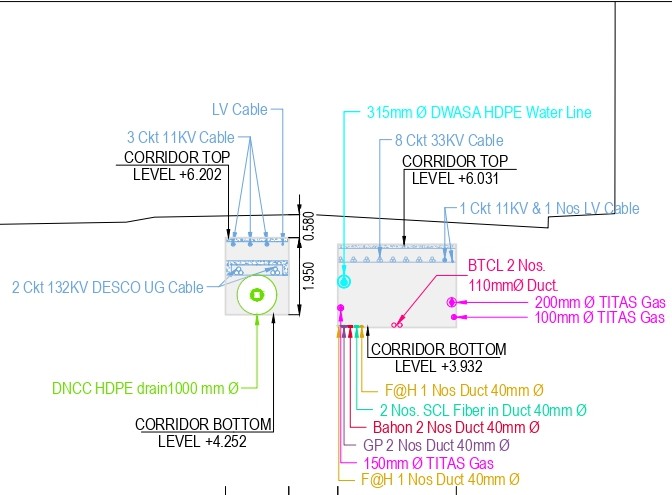 LV Cable
315mm Ø DWASA HDPE Water Line
3 Ckt 11KV Cable
8 Ckt 33KV Cable
CORRIDOR TOP
LEVEL +6.202
CORRIDOR TOP
LEVEL +6.031
1 Ckt 11KV & 1 Nos LV Cable
0.580
1.950
BTCL 2 Nos.
110mmØ Duct.
2 Ckt 132KV DESCO UG Cable
200mm Ø TITAS Gas
100mm Ø TITAS Gas
CORRIDOR BOTTOM
LEVEL +3.932
DNCC HDPE drain1000 mm Ø
F@H 1 Nos Duct 40mm Ø
2 Nos. SCL Fiber in Duct 40mm Ø
CORRIDOR BOTTOM
LEVEL +4.252
Bahon 2 Nos Duct 40mm Ø
GP 2 Nos Duct 40mm Ø
150mm Ø TITAS Gas
F@H 1 Nos Duct 40mm Ø